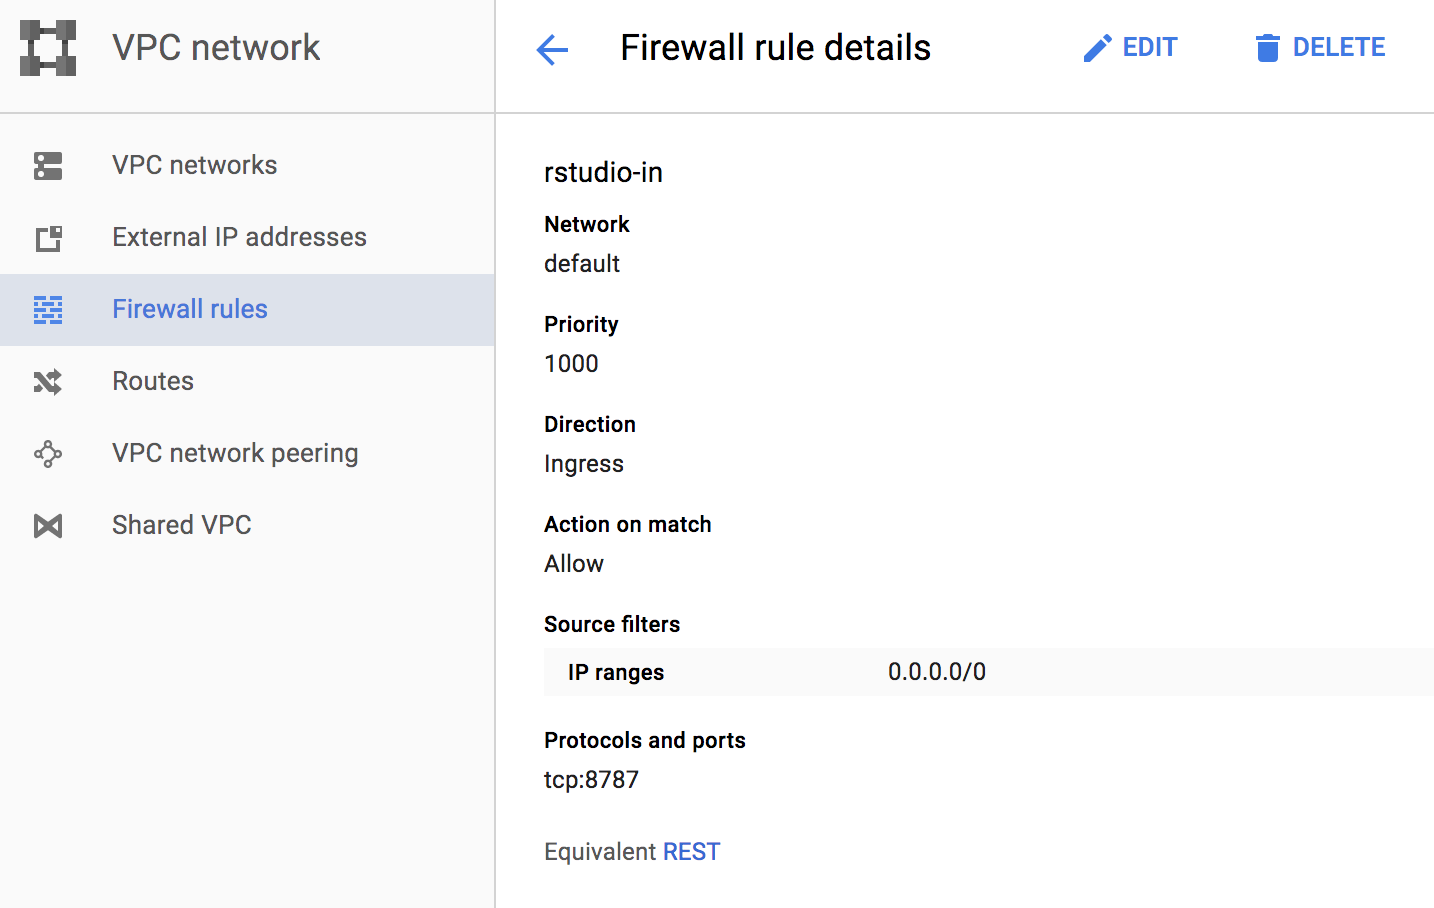 VPC network
Firewall rule details
EDIT
DELETE
VPC networks
External IP addresses
Firewall rules
Routes
VPC network peering
Shared VPC
rstudio-in
Network
default
Priority
1000
Direction
Ingress
Action on match
Allow
Source filters
IP ranges 0.0.0.0/0
Protocols and ports
tcp:8787
Equivalent REST